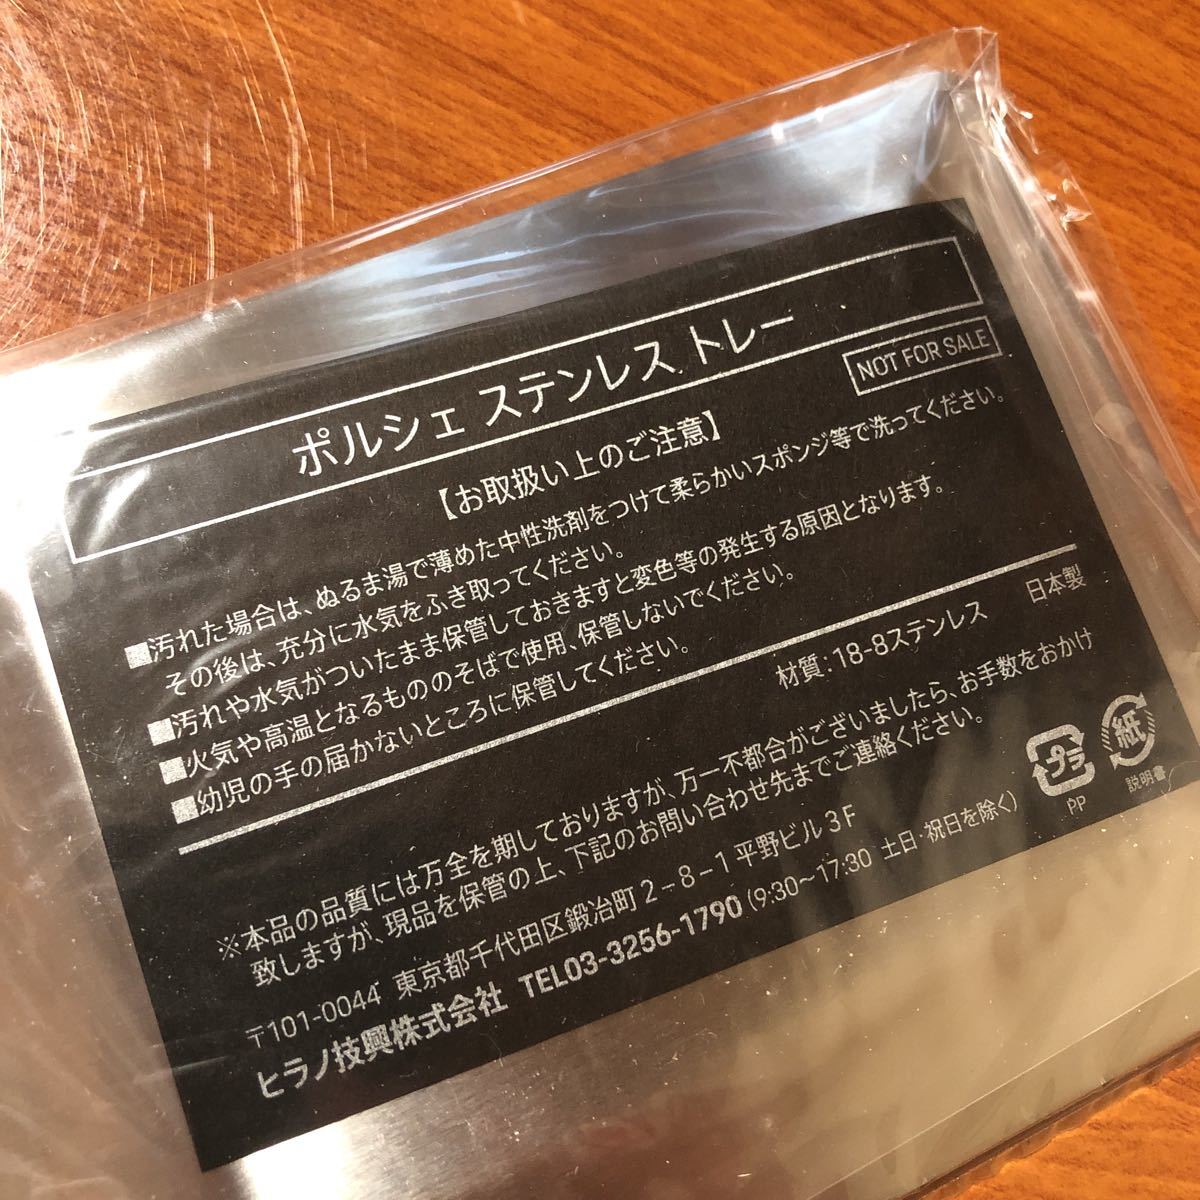 ポルシェ ステンレス トレー
NOT FOR SALE
【お取扱い上のご注意】
■汚れた場合は、ぬるま湯で薄めた中性洗剤をつけて柔らかいスポンジ等で洗ってください。
その後は、充分に水気をふき取ってください。
■汚れや水気がついたまま保管しておきますと変色等の発生する原因となります。
■火気や高温となるもののそばで使用、保管しないでください。
■幼児の手の届かないところに保管してください。
材質：18-8ステンレス 日本製
※本品の品質には万全を期しておりますが、万一不都合がございましたら、お手数をおかけ
致しますが、現品を保管の上、下記のお問い合わせ先までご連絡ください。
〒101-0044 東京都千代田区鍛冶町2-8-1 平野ビル3F
ヒラノ技興株式会社 TEL03-3256-1790(9:30～17:30 土日・祝日を除く)
プラ
PP
紙
説明書